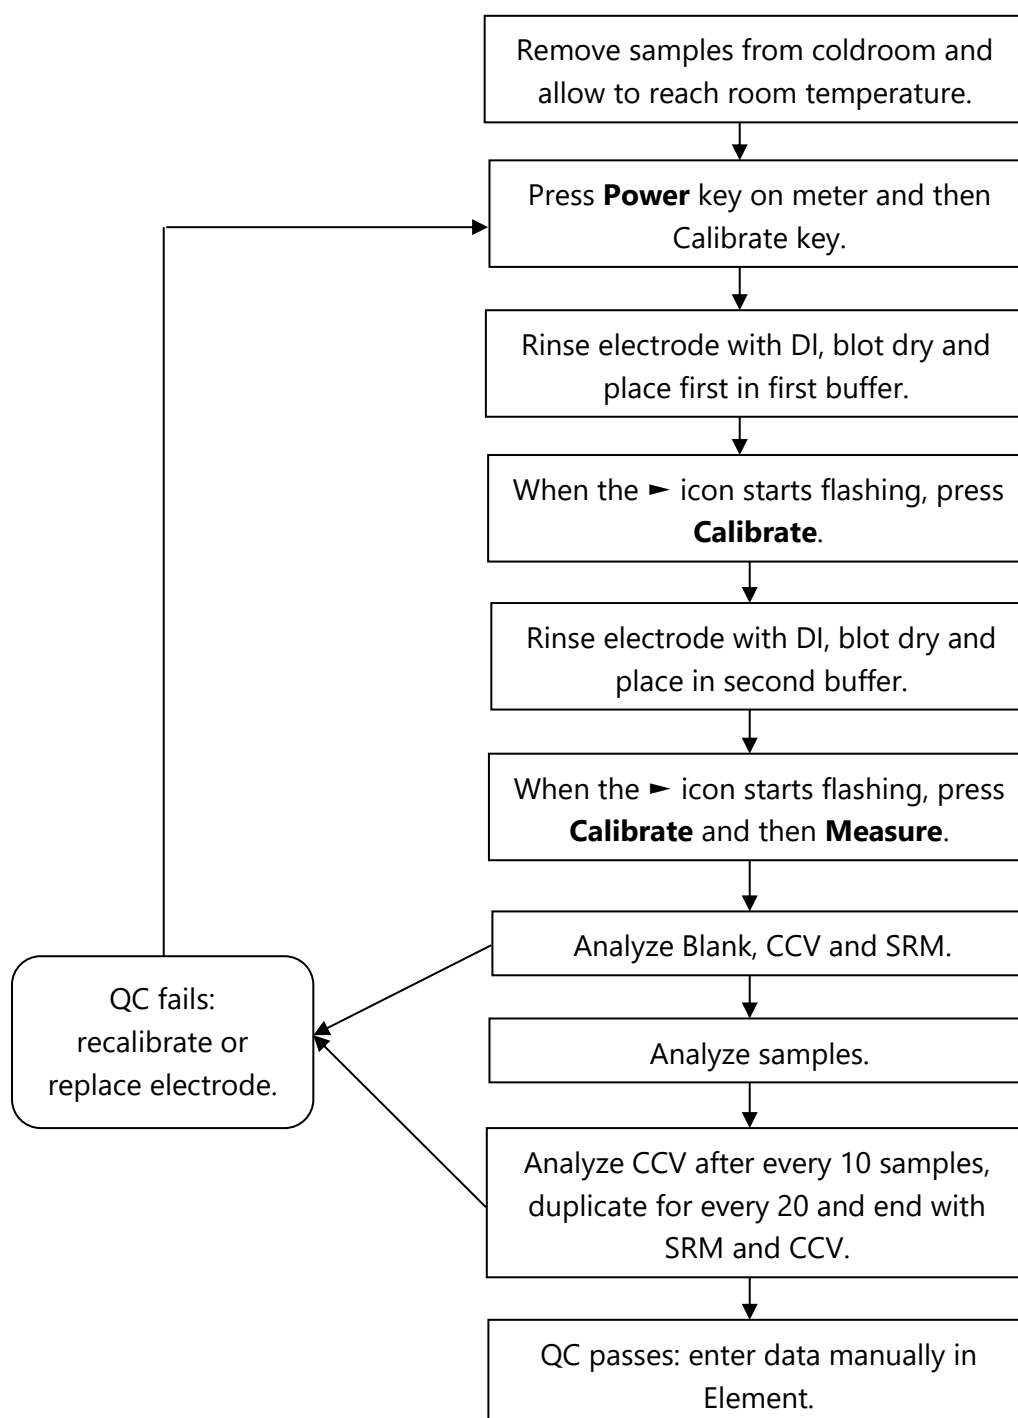 Remove samples from coldroom and
allow to reach room temperature.
Press Power key on meter and then
Calibrate key.
Rinse electrode with DI, blot dry and
place first in first buffer.
When the ► icon starts flashing, press
Calibrate.
Rinse electrode with DI, blot dry and
place in second buffer.
When the ► icon starts flashing, press
Calibrate and then Measure.
Analyze Blank, CCV and SRM.
QC fails:
recalibrate or
replace electrode.
Analyze samples.
Analyze CCV after every 10 samples,
duplicate for every 20 and end with
SRM and CCV.
QC passes: enter data manually in
Element.